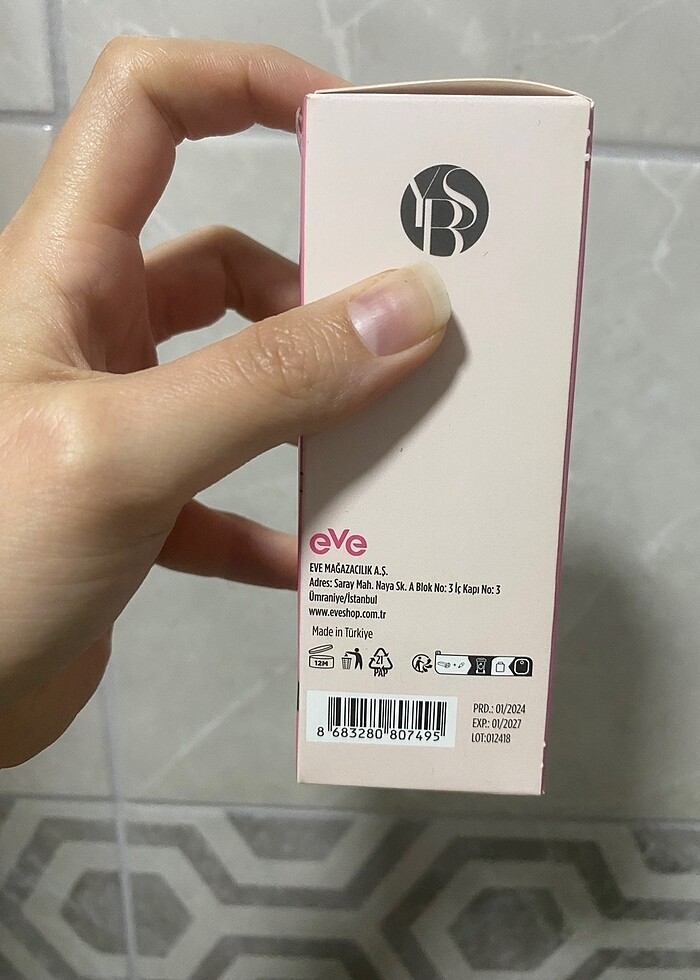 YBS
eve
EVE MAĞAZACILIK A.Ş.
Adres: Saray Mah. Naya Sk. A Blok No: 3 İç Kapı No: 3
Ümraniye/İstanbul
www.eveshop.com.tr
Made in Türkiye
12M
21
PAP
8 683280 807495
PRD.: 01/2024
EXP.: 01/2027
LOT:012418